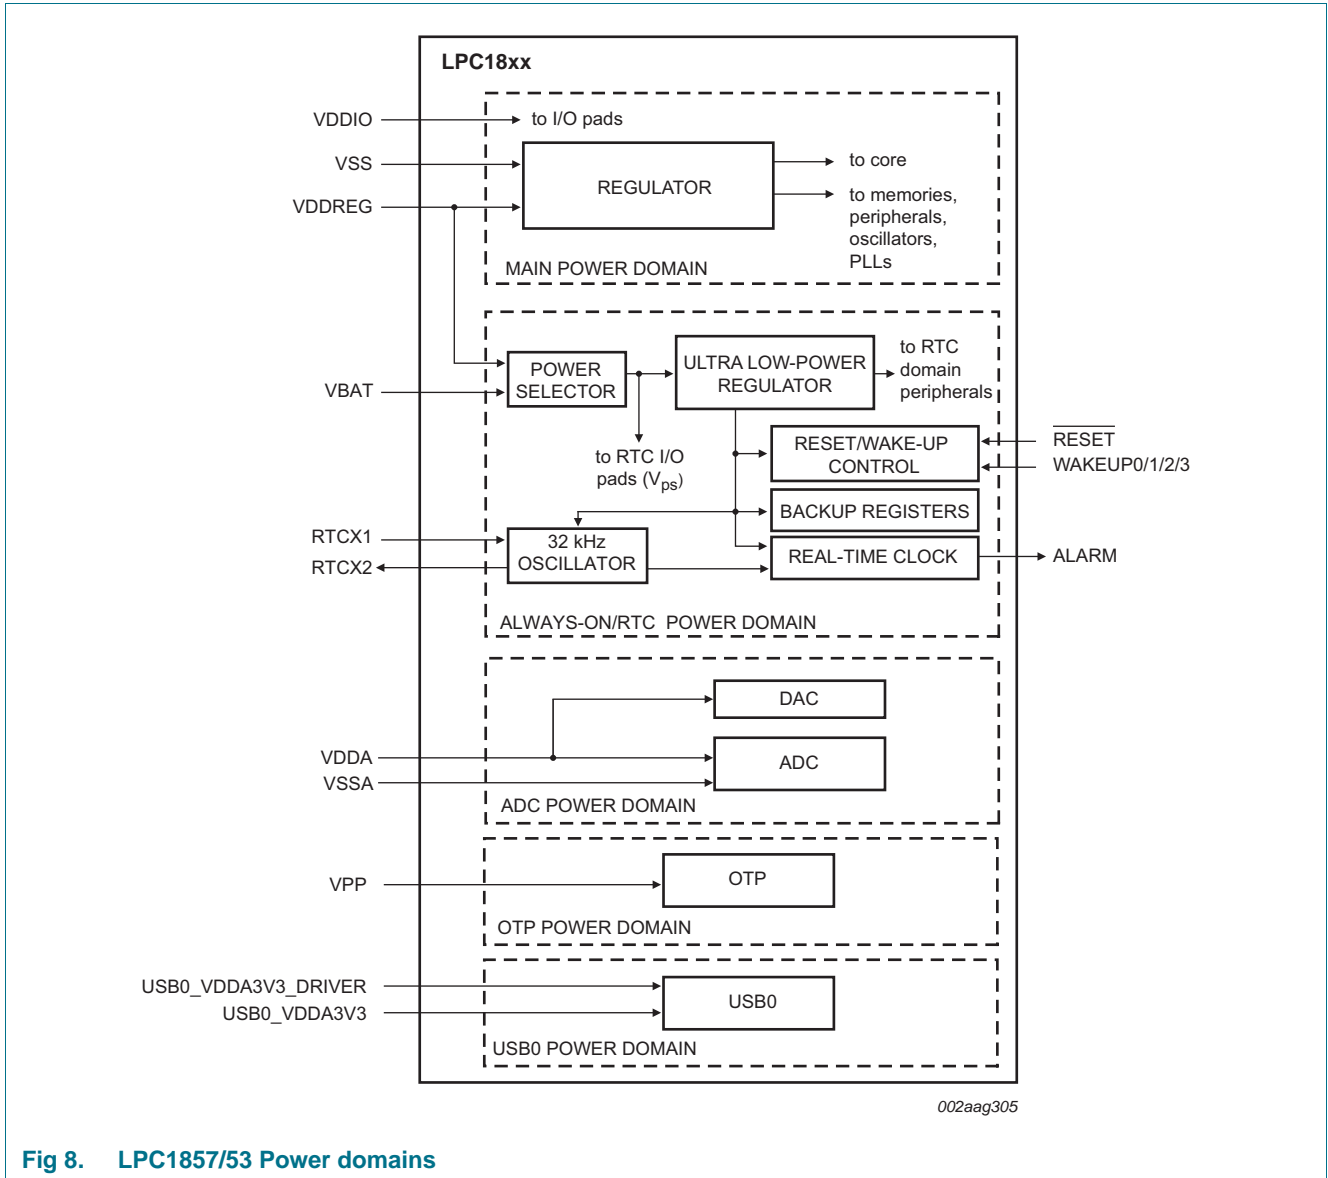 LPC18xx
VDDIO
to I/O pads
VSS
REGULATOR
to core
VDDREG
to memories,
peripherals,
oscillators,
PLLs
MAIN POWER DOMAIN
POWER
SELECTOR
ULTRA LOW-POWER
REGULATOR
to RTC
domain
peripherals
VBAT
to RTC I/O
pads (Vps)
RESET/WAKE-UP
CONTROL
RESET
WAKEUP0/1/2/3
BACKUP REGISTERS
RTCX1
RTCX2
32 kHz
OSCILLATOR
REAL-TIME CLOCK
ALARM
ALWAYS-ON/RTC POWER DOMAIN
DAC
VDDA
VSSA
ADC
ADC POWER DOMAIN
VPP
OTP
OTP POWER DOMAIN
USB0_VDDA3V3_DRIVER
USB0_VDDA3V3
USB0
USB0 POWER DOMAIN
002aag305
Fig 8. LPC1857/53 Power domains